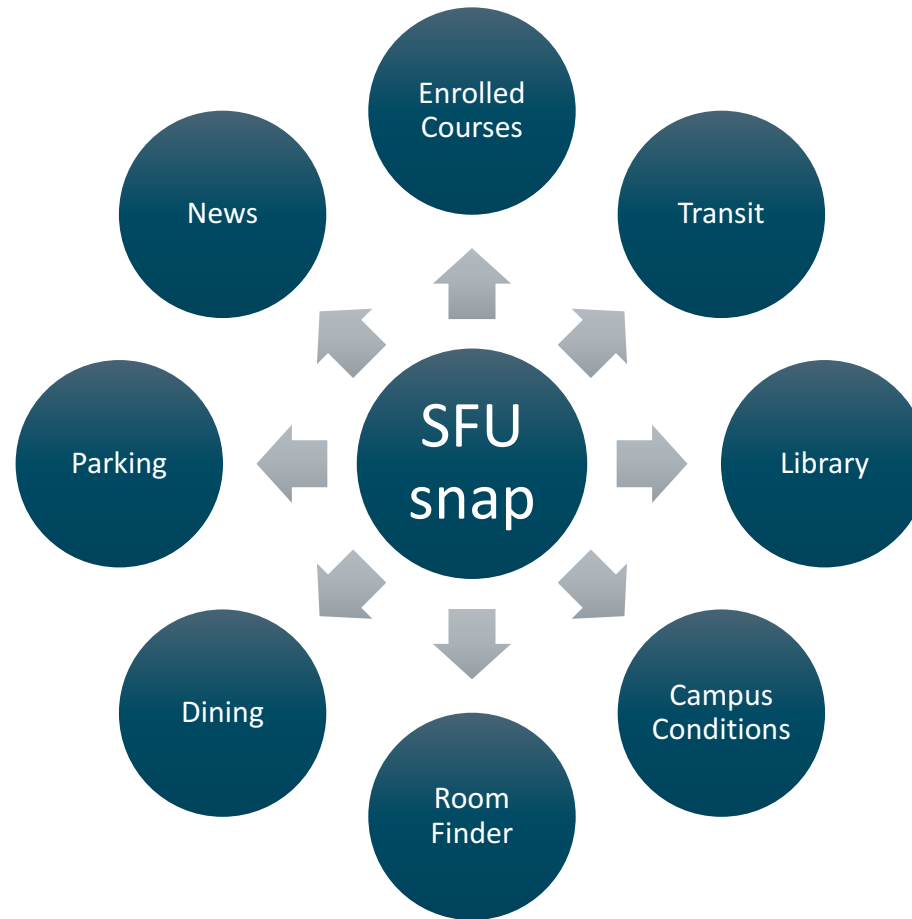 Enrolled
Courses
News
Transit
SFU
snap
Parking
Library
Dining
Campus
Conditions
Room
Finder